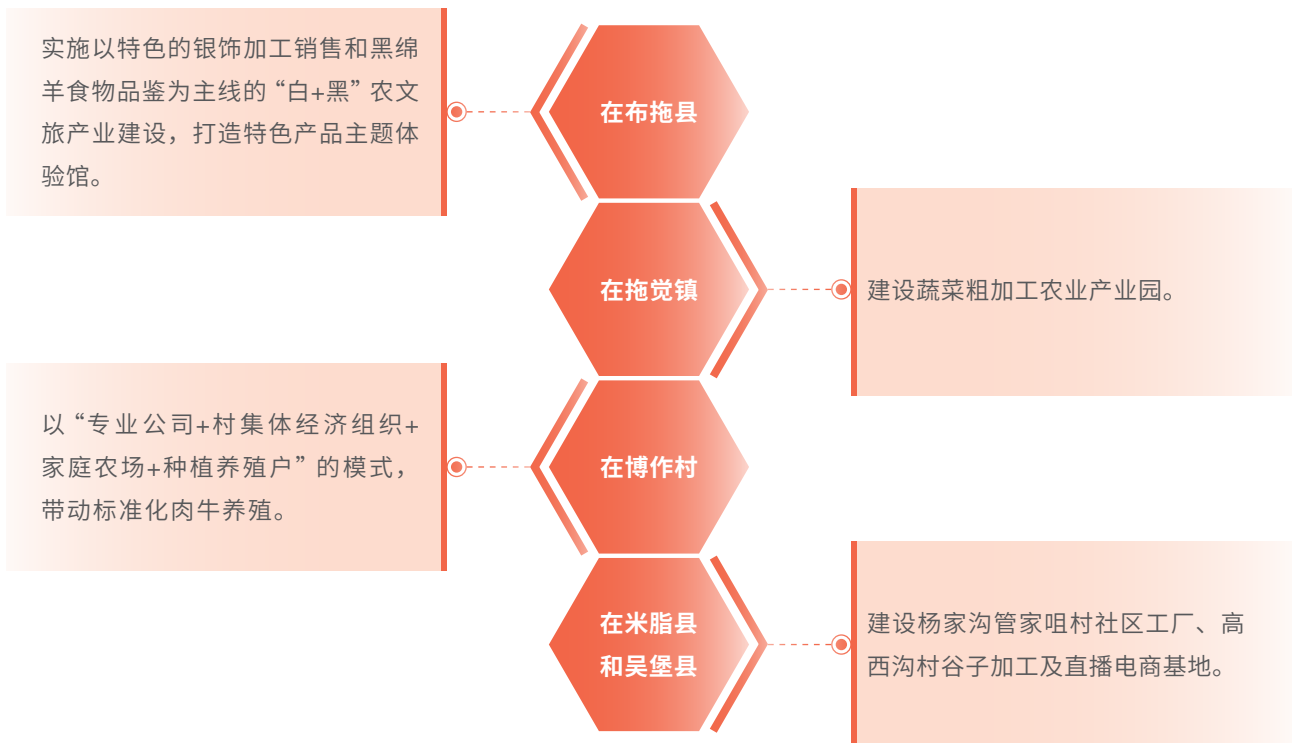 实施以特色的银饰加工销售和黑绵
羊食物品鉴为主线的“白+黑”农文
旅产业建设，打造特色产品主题体
验馆。
在布拖县
在拖觉镇
建设蔬菜粗加工农业产业园。
以“专业公司+村集体经济组织+
家庭农场+种植养殖户”的模式，
带动标准化肉牛养殖。
在博作村
在米脂县
和吴堡县
建设杨家沟管家咀村社区工厂、高
西沟村谷子加工及直播电商基地。